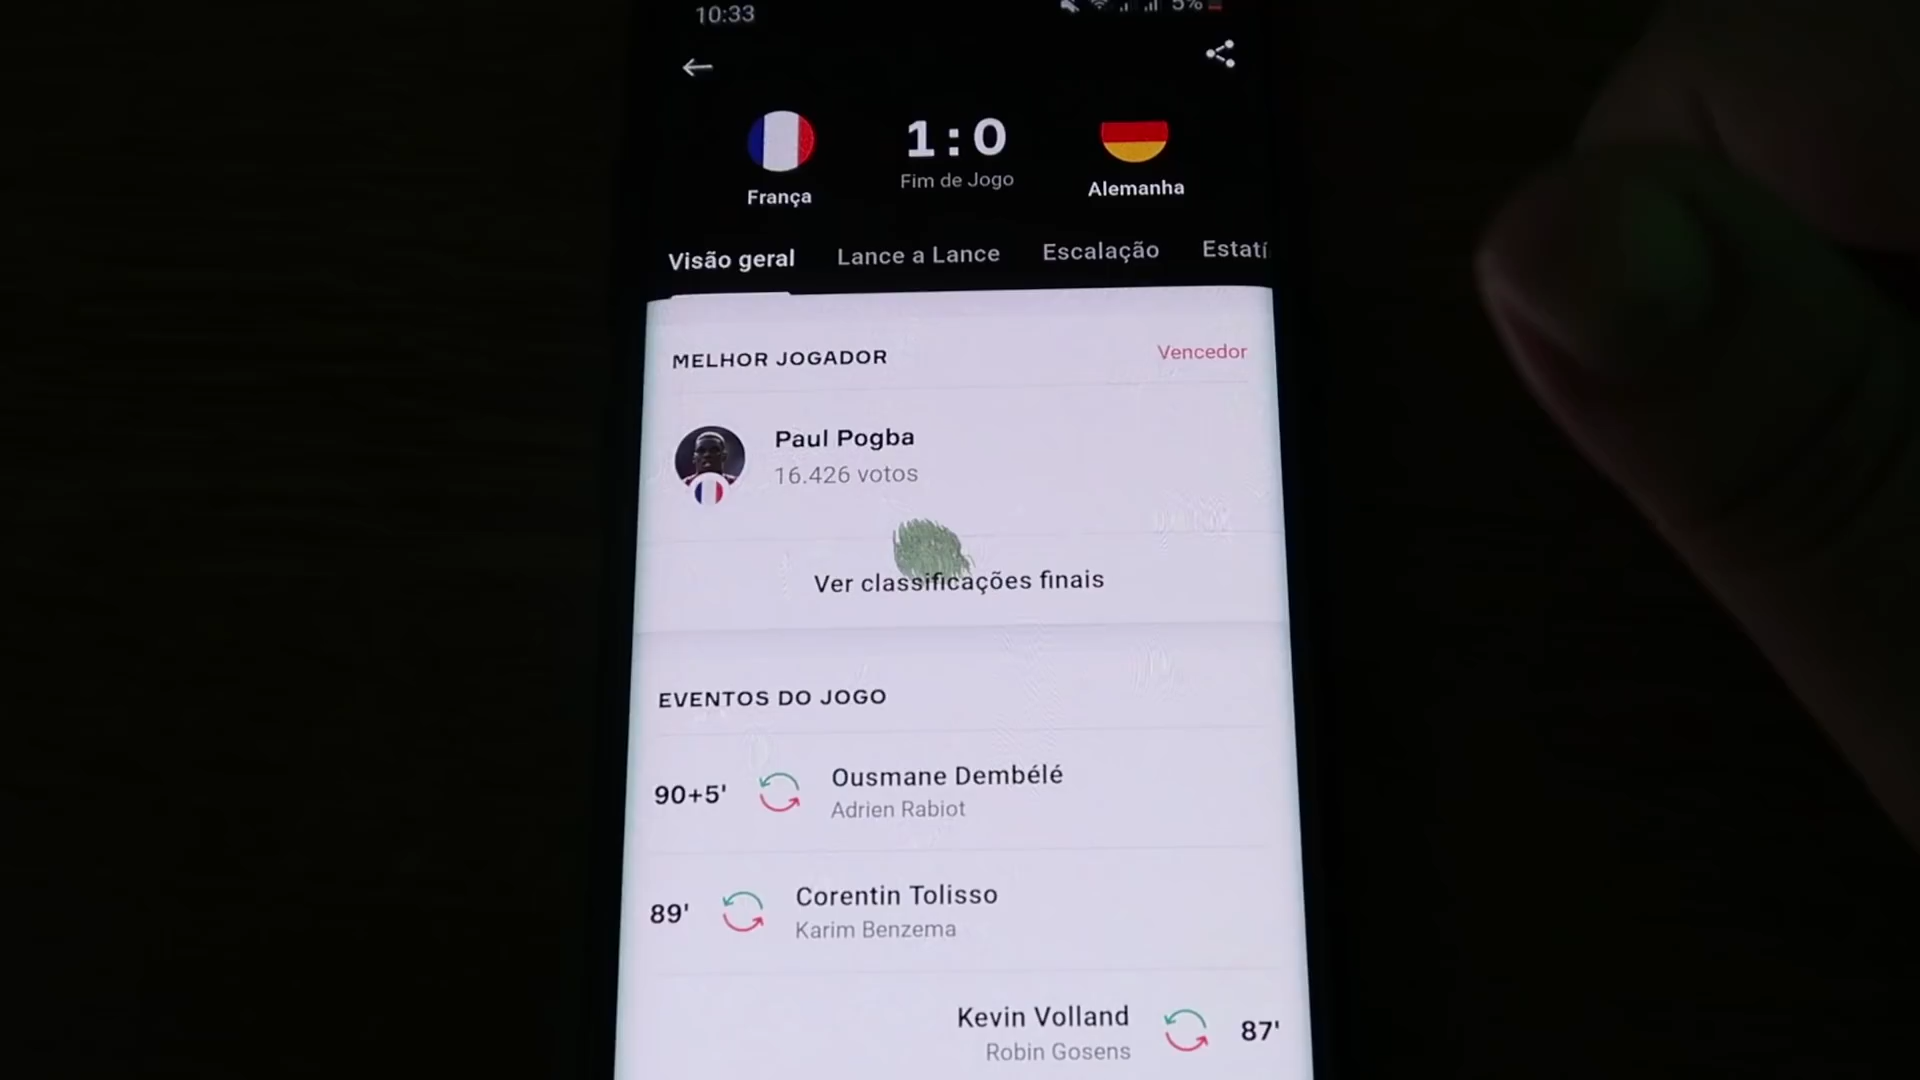 10:33
5%
1:0
Fim de Jogo
França
Alemanha
Visão geral
Lance a Lance
Escalação
Estatí
MELHOR JOGADOR
Vencedor
Paul Pogba
16.426 votos
Ver classificações finais
EVENTOS DO JOGO
90+5'
Ousmane Dembélé
Adrien Rabiot
89'
Corentin Tolisso
Karim Benzema
Kevin Volland
87'
Robin Gosens